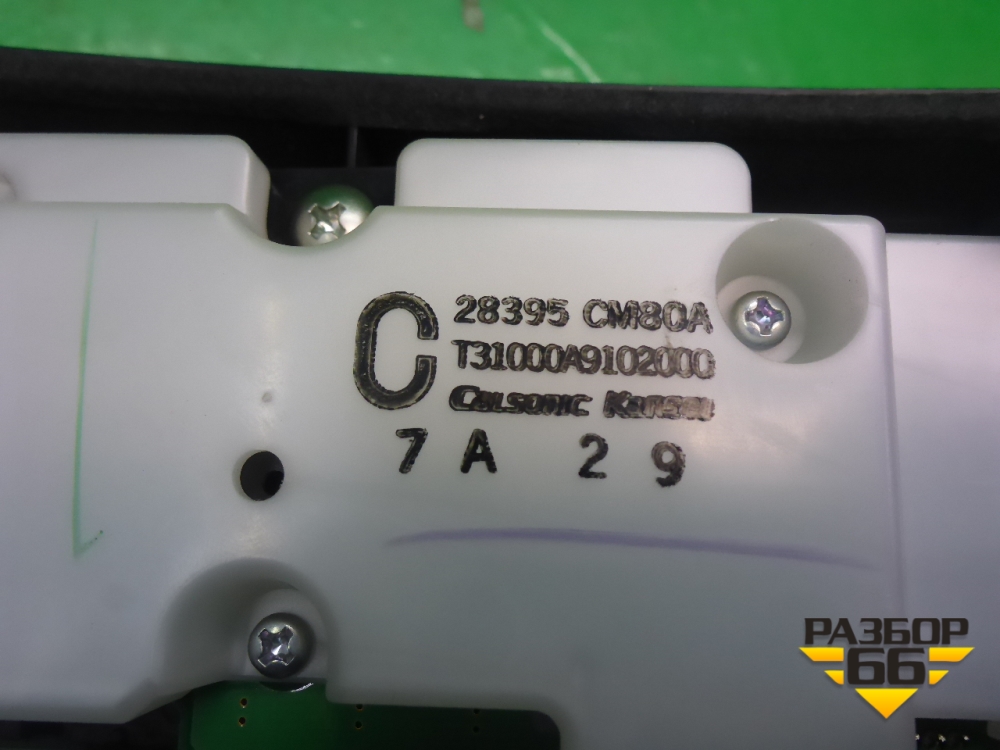 C
28395 CM80A
T31000A9102000
Calsonic Kansei
7 A 2 9
РАЗБОР
66